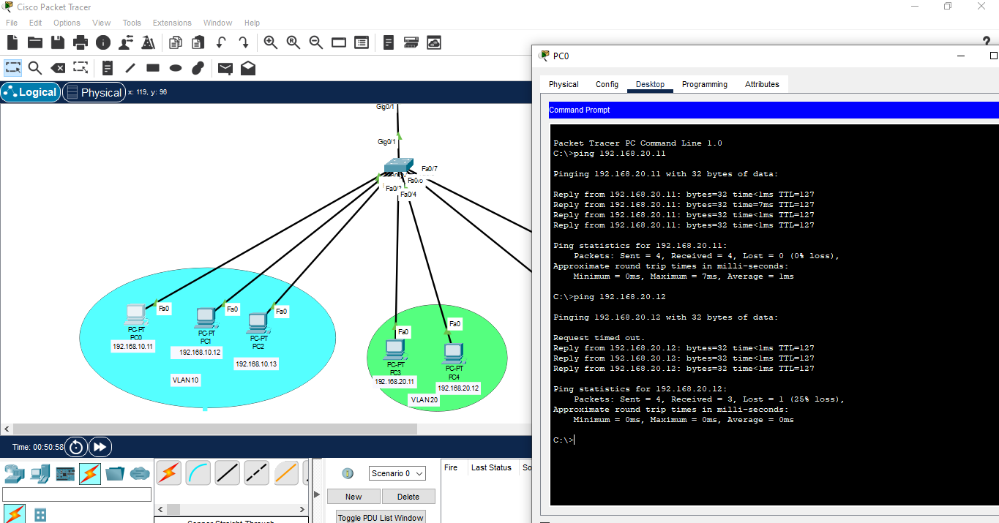 Cisco Packet Tracer
File Edit Options View Tools Extensions Window Help
Logical Physical x: 119, y: 96
Gig0/1
Gig0/1
Fa0/7
Fa0/4
Fa0
Fa0
Fa0
PC-PT
PC0
192.168.10.11
PC-PT
PC1
192.168.10.12
PC-PT
PC2
192.168.10.13
VLAN10
Fa0
Fa0
PC-PT
PC3
192.168.20.11
PC-PT
PC4
192.168.20.12
VLAN20
Time: 00:50:58
Scenario 0
New Delete
Toggle PDU List Window
Fire Last Status So
PC0
Physical Config Desktop Programming Attributes
Command Prompt
Packet Tracer PC Command Line 1.0
C:\>ping 192.168.20.11
Pinging 192.168.20.11 with 32 bytes of data:
Reply from 192.168.20.11: bytes=32 time<1ms TTL=127
Reply from 192.168.20.11: bytes=32 time=7ms TTL=127
Reply from 192.168.20.11: bytes=32 time<1ms TTL=127
Reply from 192.168.20.11: bytes=32 time<1ms TTL=127
Ping statistics for 192.168.20.11:
Packets: Sent = 4, Received = 4, Lost = 0 (0% loss),
Approximate round trip times in milli-seconds:
Minimum = 0ms, Maximum = 7ms, Average = 1ms
C:\>ping 192.168.20.12
Pinging 192.168.20.12 with 32 bytes of data:
Request timed out.
Reply from 192.168.20.12: bytes=32 time<1ms TTL=127
Reply from 192.168.20.12: bytes=32 time<1ms TTL=127
Reply from 192.168.20.12: bytes=32 time<1ms TTL=127
Ping statistics for 192.168.20.12:
Packets: Sent = 4, Received = 3, Lost = 1 (25% loss),
Approximate round trip times in milli-seconds:
Minimum = 0ms, Maximum = 0ms, Average = 0ms
C:\>